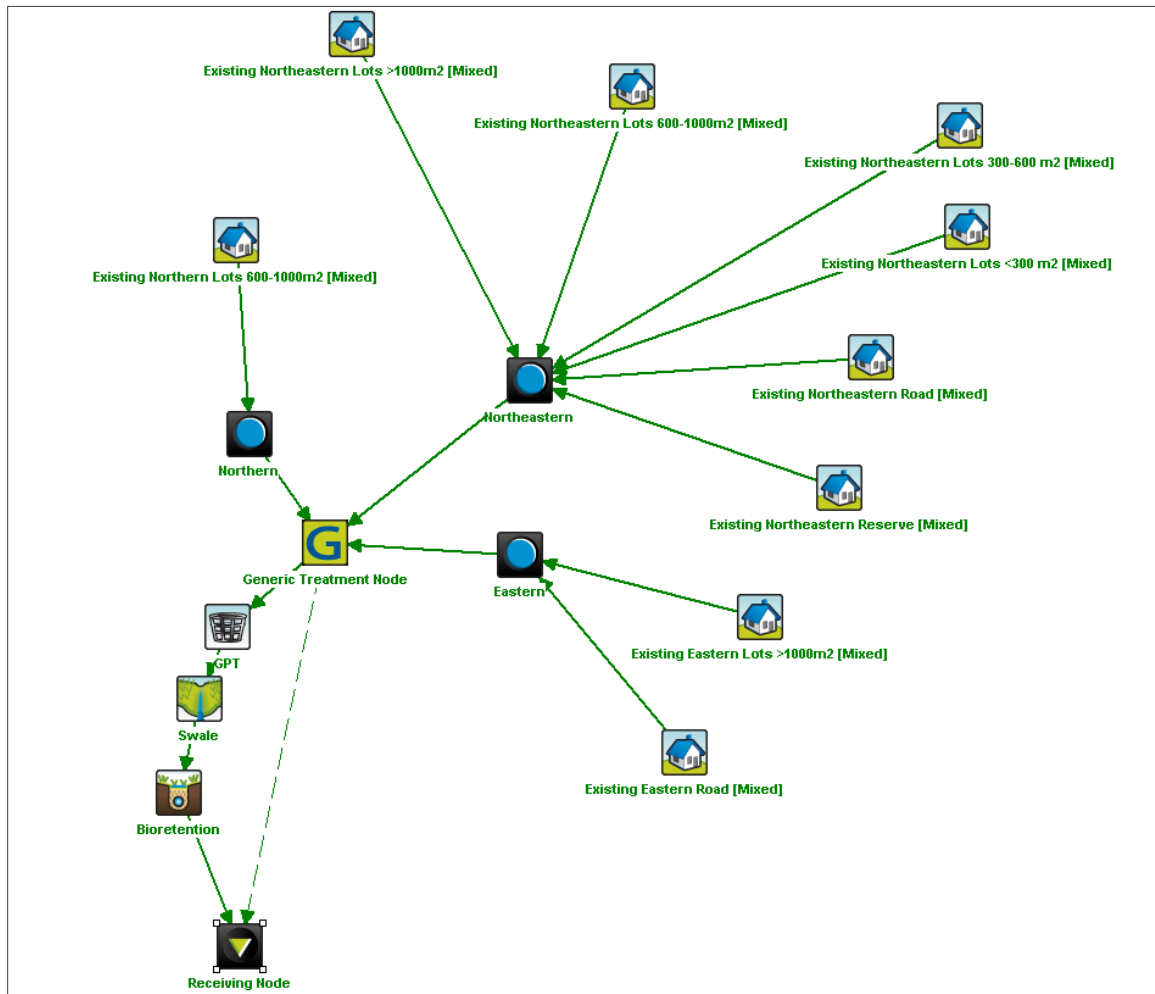 Existing Northeastern Lots >1000m2 [Mixed]
Existing Northeastern Lots 600-1000m2 [Mixed]
Existing Northeastern Lots 300-600 m2 [Mixed]
Existing Northeastern Lots <300 m2 [Mixed]
Existing Northern Lots 600-1000m2 [Mixed]
Existing Northeastern Road [Mixed]
Northeastern
Northern
Existing Northeastern Reserve [Mixed]
G
Generic Treatment Node
Eastern
Existing Eastern Lots >1000m2 [Mixed]
GPT
Swale
Existing Eastern Road [Mixed]
Bioretention
Receiving Node